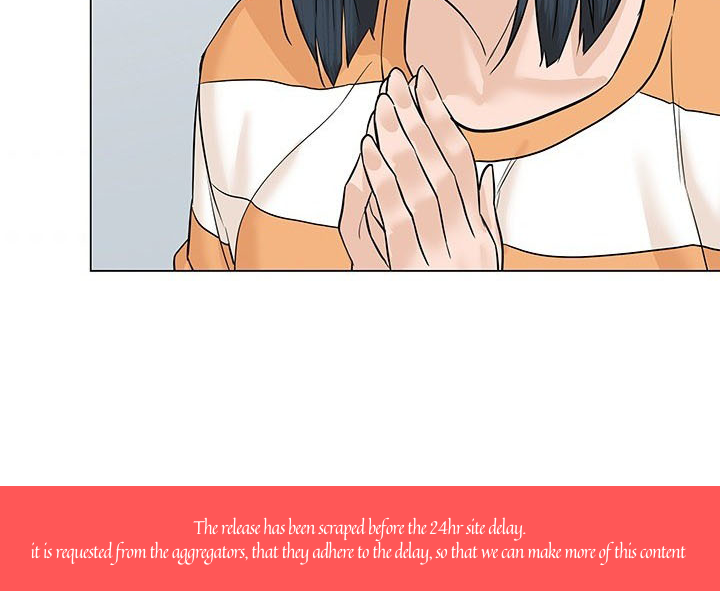 The release has been scraped before the 24hr site delay.
it is requested from the aggregators, that they adhere to the delay, so that we can make more of this content